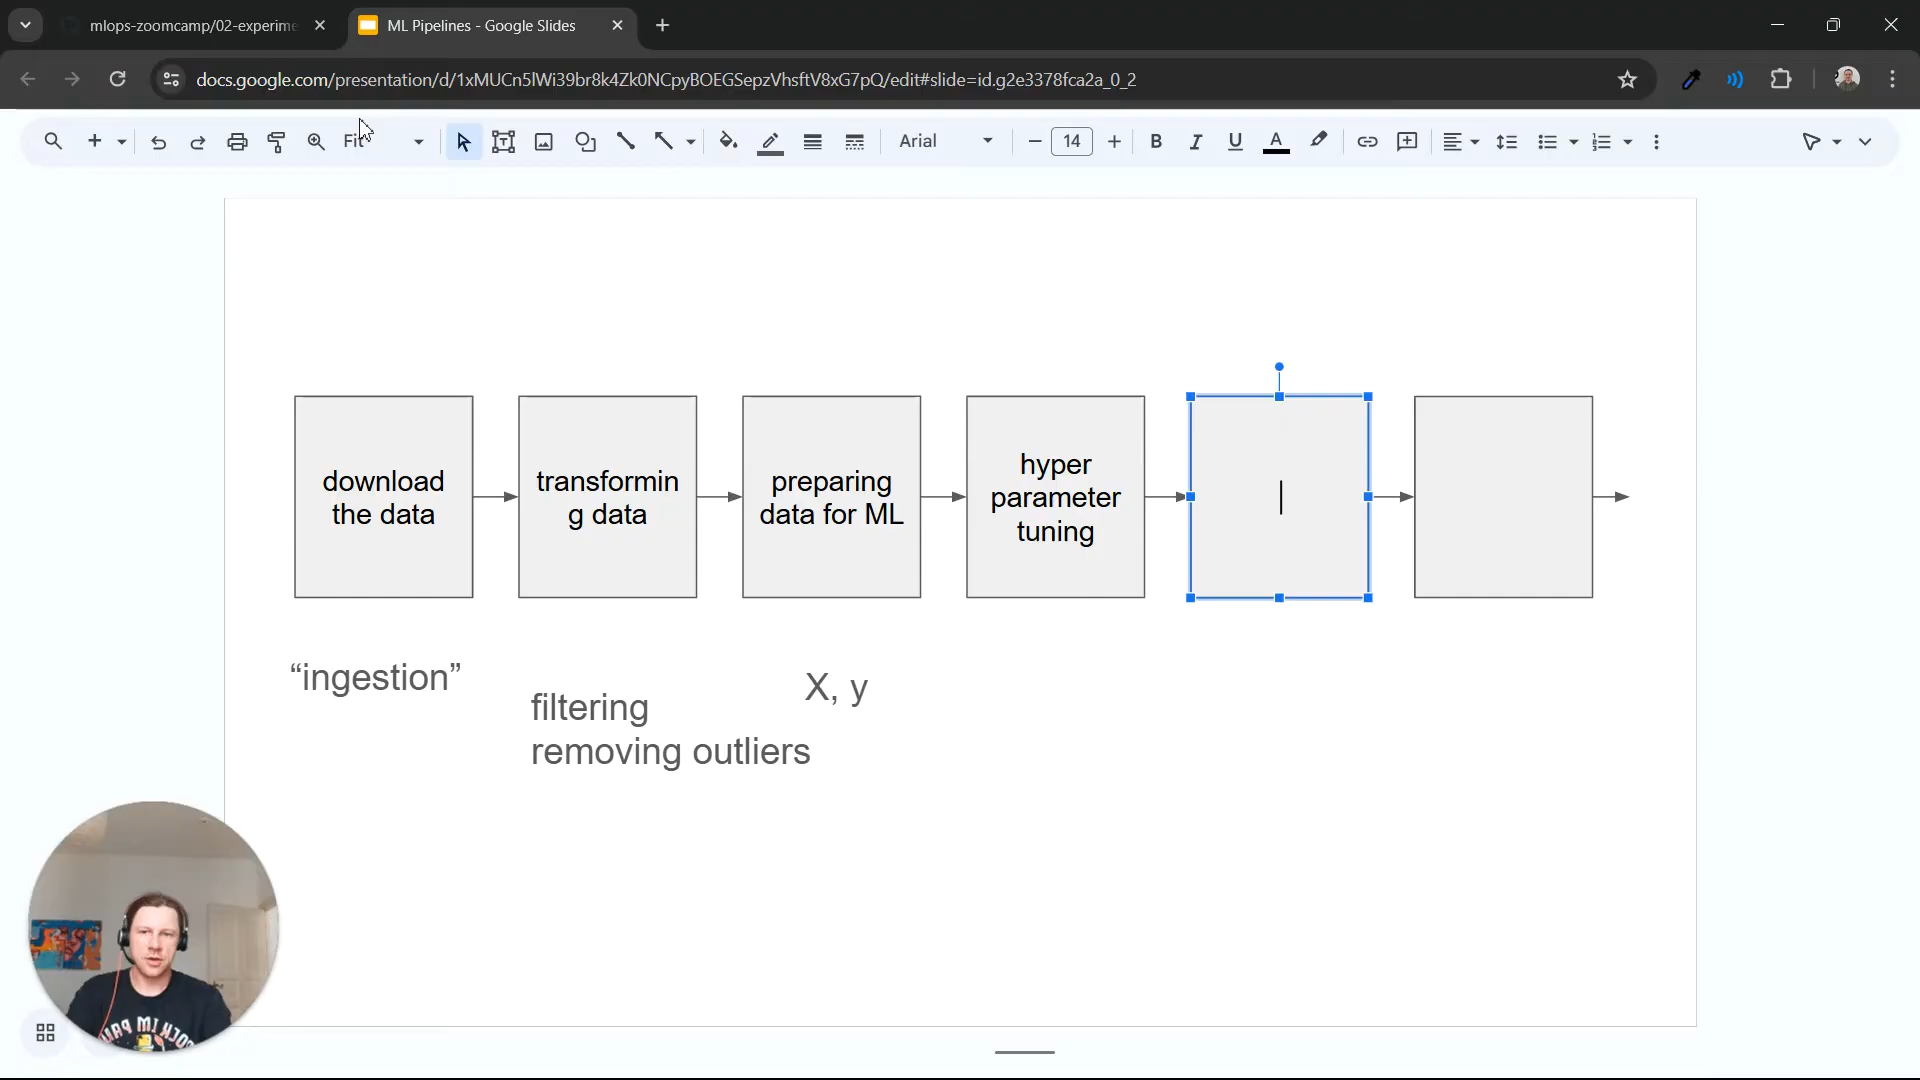 mlops-zoomcamp/02-experime
ML Pipelines - Google Slides
docs.google.com/presentation/d/1xMUCn5lWi39br8k4Zk0NCpyBOEGSepzVhsftV8xG7pQ/edit#slide=id.g2e3378fca2a_0_2
Fit
Arial
14
download
the data
transformin
g data
preparing
data for ML
hyper
parameter
tuning
“ingestion”
filtering
removing outliers
X, y